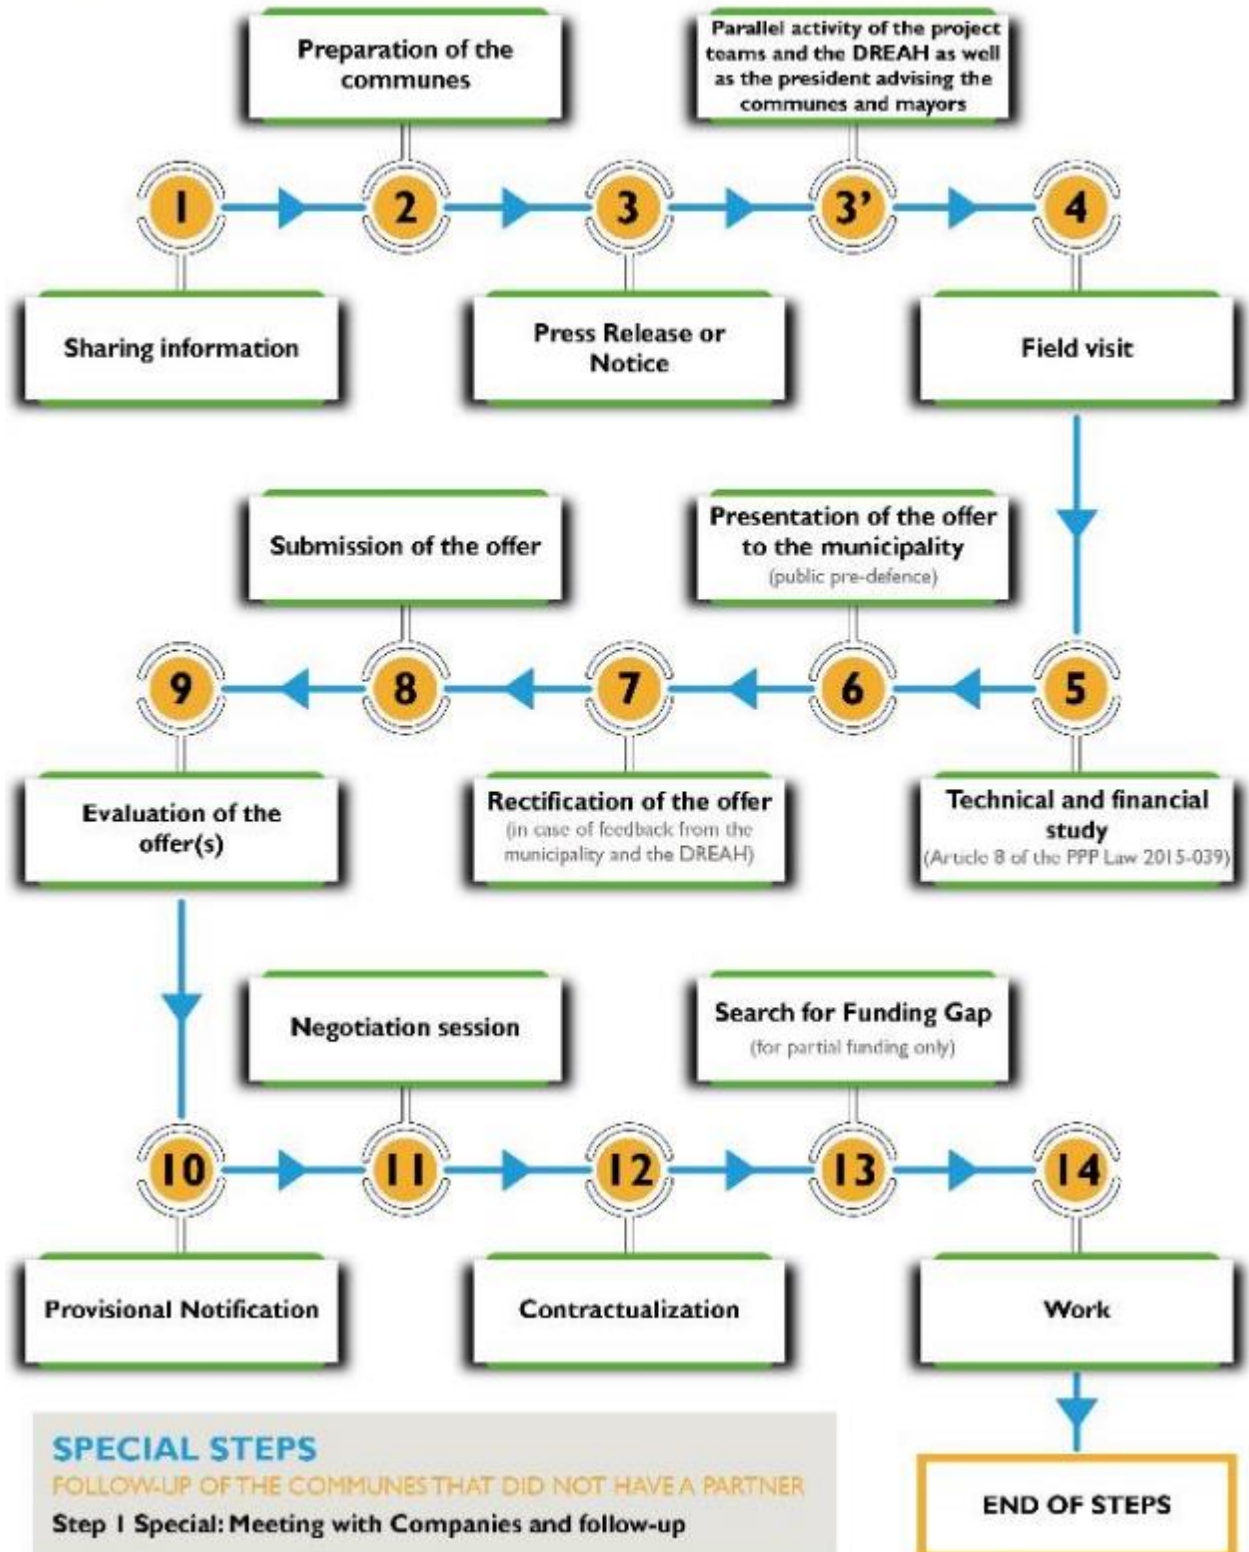 Preparation of the
communes
Parallel activity of the project
teams and the DREAH as well
as the president advising the
communes and mayors
1
2
3
3’
4
Sharing information
Press Release or
Notice
Field visit
Submission of the offer
Presentation of the offer
to the municipality
(public pre-defence)
9
8
7
6
5
Evaluation of the
offer(s)
Rectification of the offer
(in case of feedback from the
municipality and the DREAH)
Technical and financial
study
(Article 8 of the PPP Law 2015-039)
Negotiation session
Search for Funding Gap
(for partial funding only)
10
11
12
13
14
Provisional Notification
Contractualization
Work
SPECIAL STEPS
FOLLOW-UP OF THE COMMUNES THAT DID NOT HAVE A PARTNER
Step 1 Special: Meeting with Companies and follow-up
END OF STEPS